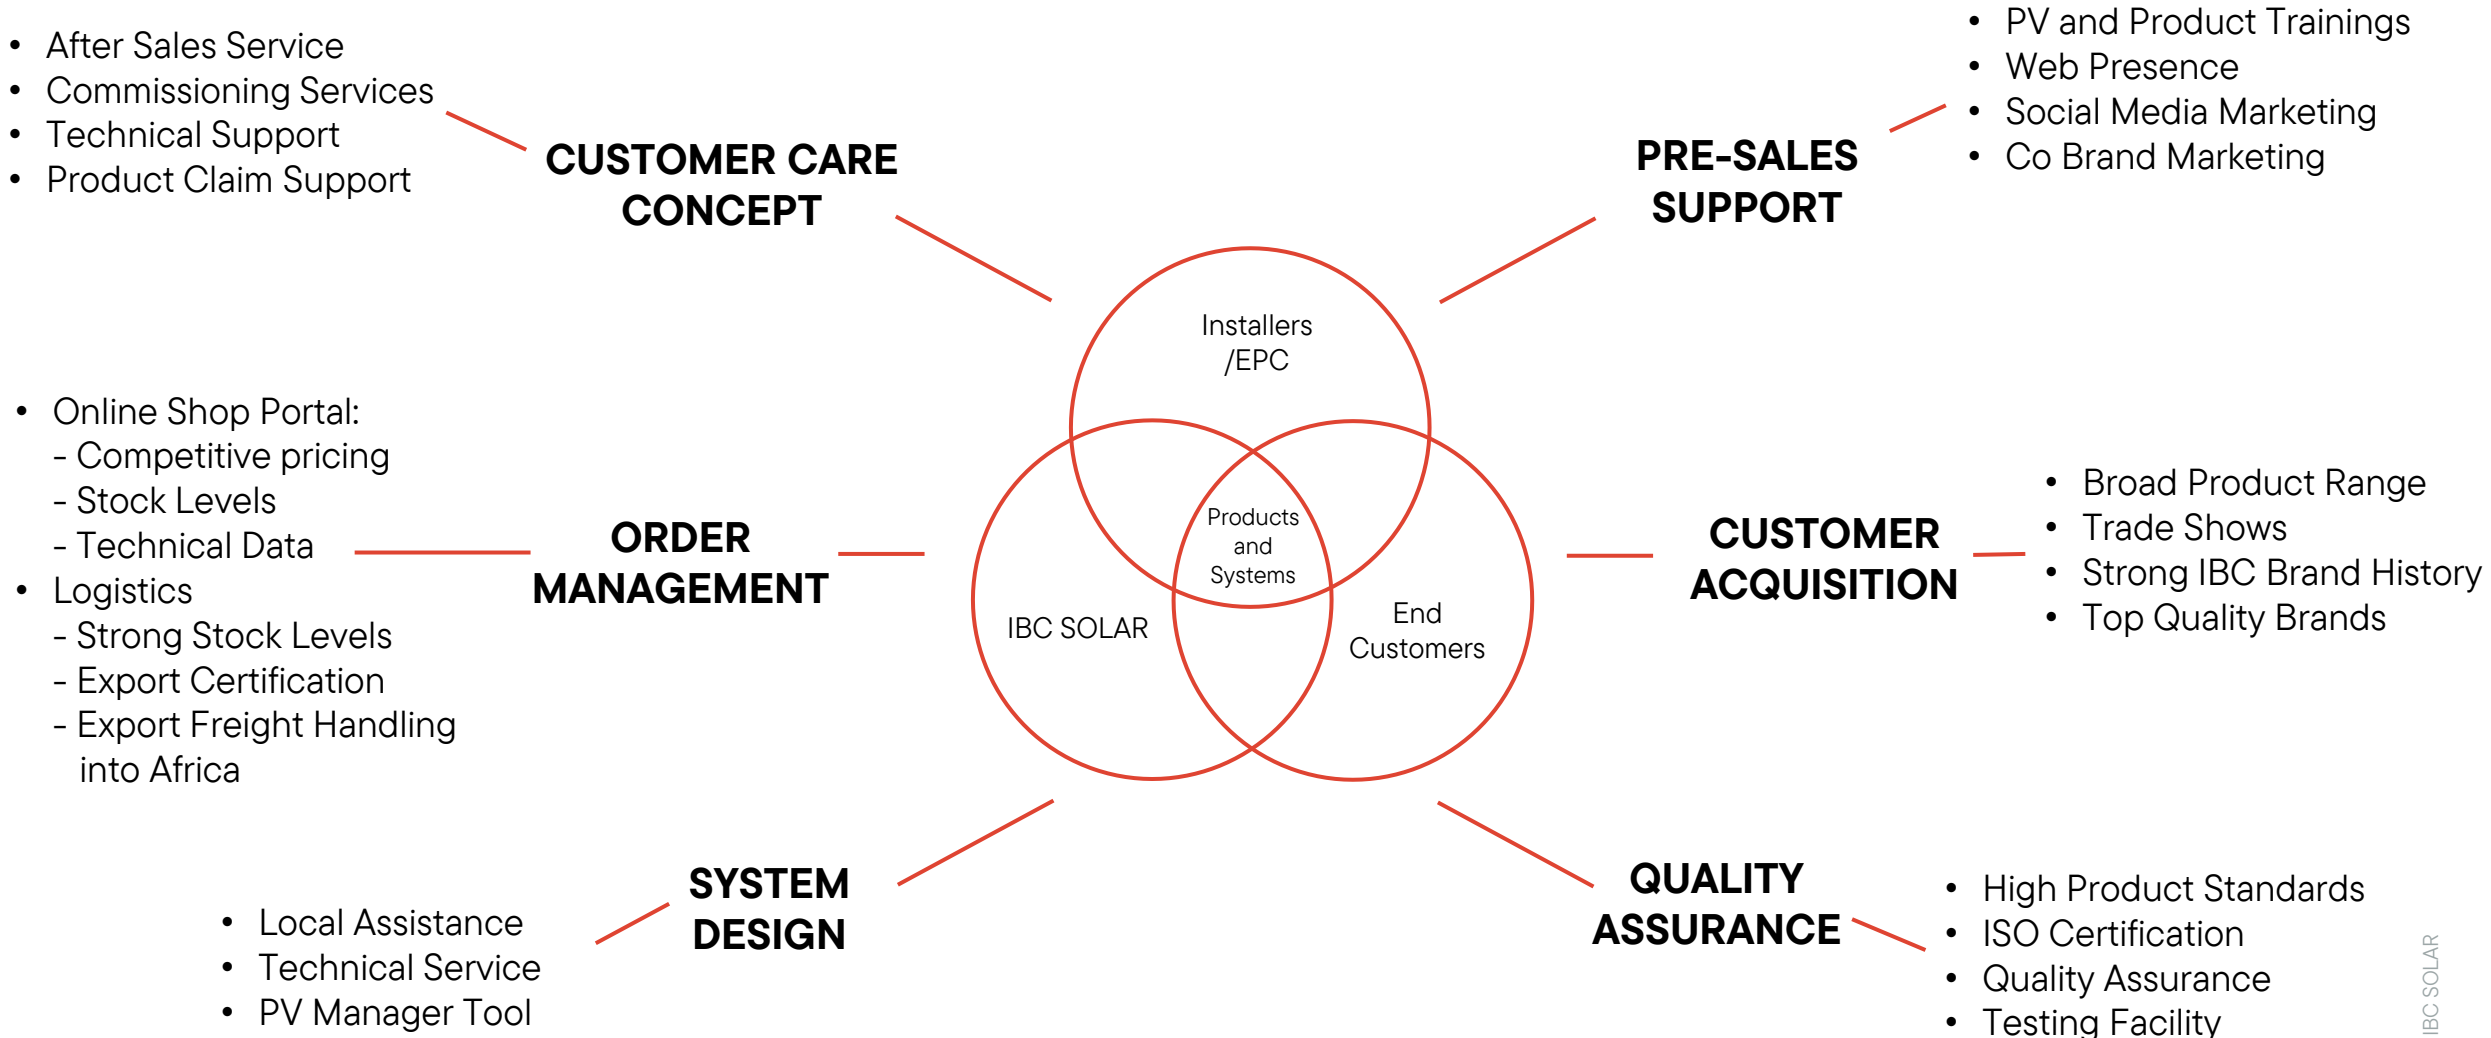 • After Sales Service
• Commissioning Services
• Technical Support
• Product Claim Support
CUSTOMER CARE
CONCEPT
• PV and Product Trainings
• Web Presence
• Social Media Marketing
• Co Brand Marketing
PRE-SALES
SUPPORT
Installers
/EPC
Products
and
Systems
IBC SOLAR
End
Customers
• Online Shop Portal:
- Competitive pricing
- Stock Levels
- Technical Data
• Logistics
- Strong Stock Levels
- Export Certification
- Export Freight Handling
into Africa
ORDER
MANAGEMENT
CUSTOMER
ACQUISITION
• Broad Product Range
• Trade Shows
• Strong IBC Brand History
• Top Quality Brands
SYSTEM
DESIGN
• Local Assistance
• Technical Service
• PV Manager Tool
QUALITY
ASSURANCE
• High Product Standards
• ISO Certification
• Quality Assurance
• Testing Facility
IBC SOLAR